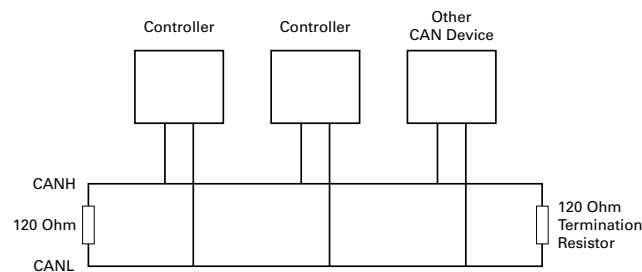 Controller
Controller
Other
CAN Device
CANH
120 Ohm
CANL
120 Ohm
Termination
Resistor